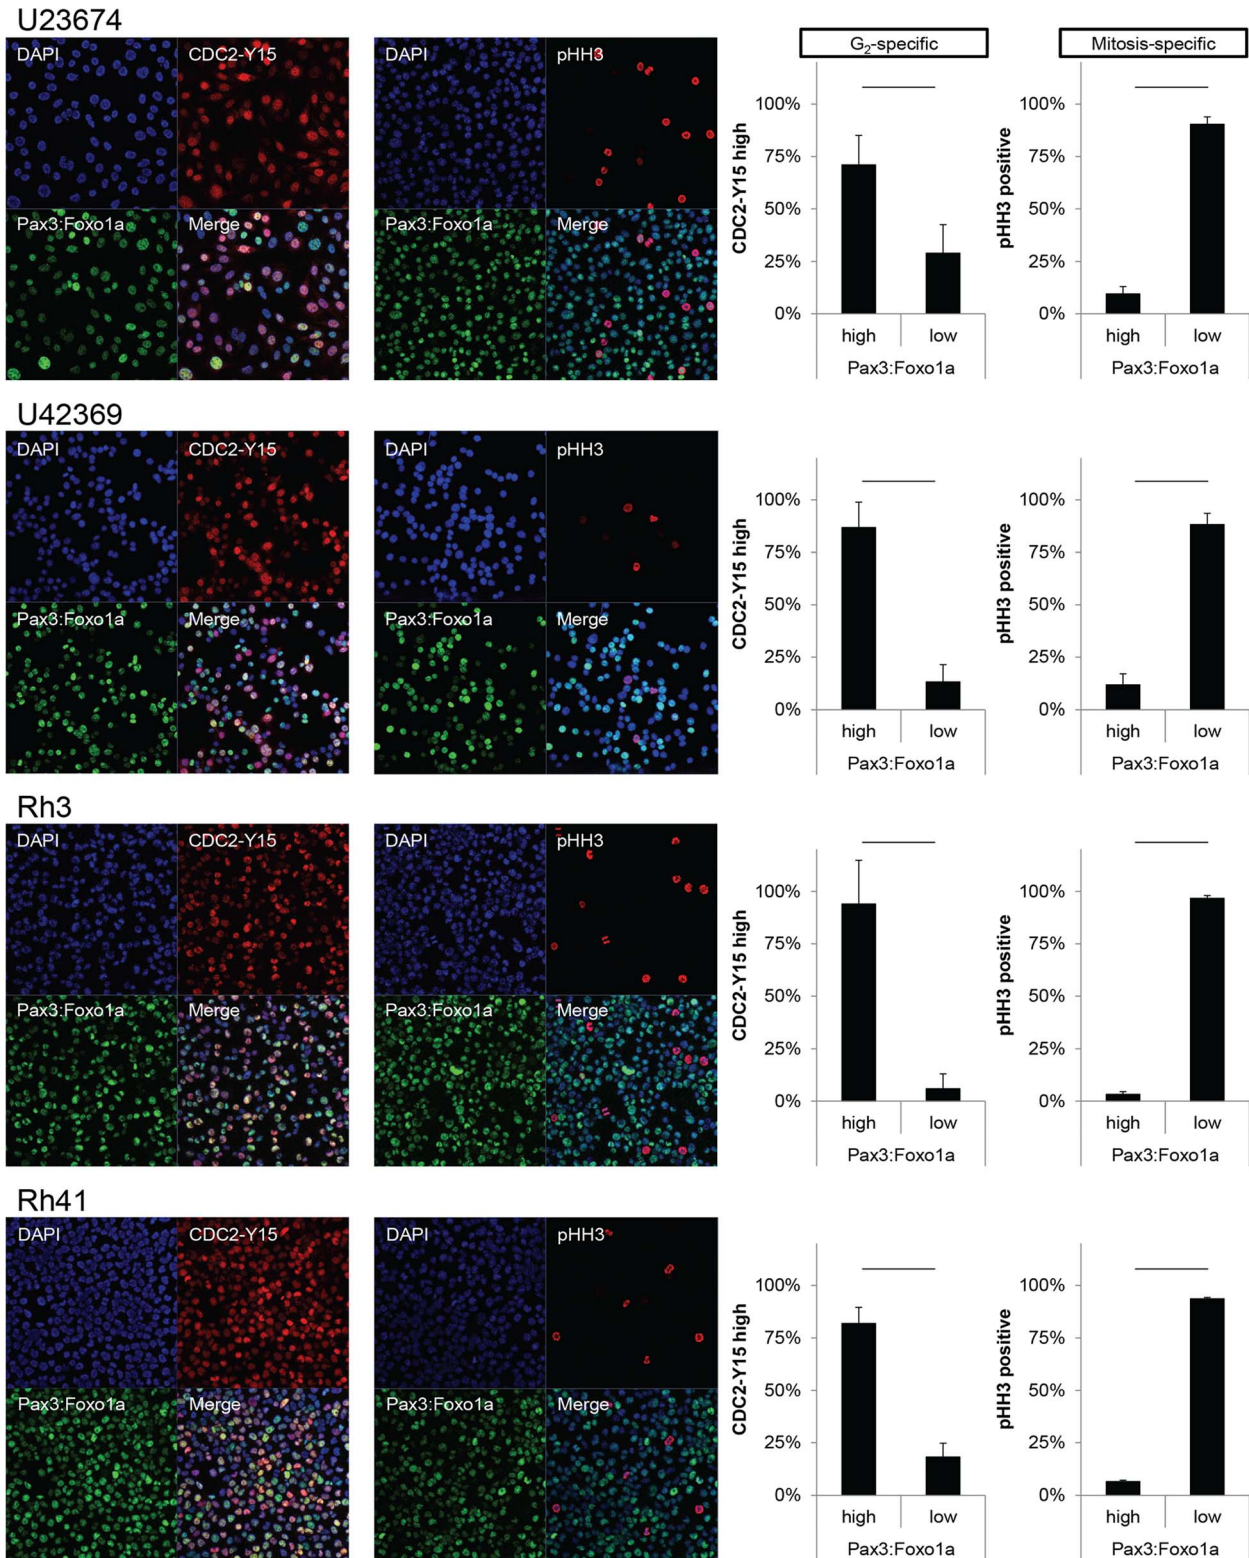 U23674
DAPI
CDC2-Y15
Pax3:Foxo1a
Merge
DAPI
pHH3
Pax3:Foxo1a
Merge
G₂-specific
CDC2-Y15 high
100%
75%
50%
25%
0%
high
low
Pax3:Foxo1a
Mitosis-specific
pHH3 positive
100%
75%
50%
25%
0%
high
low
Pax3:Foxo1a
U42369
DAPI
CDC2-Y15
Pax3:Foxo1a
Merge
DAPI
pHH3
Pax3:Foxo1a
Merge
CDC2-Y15 high
100%
75%
50%
25%
0%
high
low
Pax3:Foxo1a
pHH3 positive
100%
75%
50%
25%
0%
high
low
Pax3:Foxo1a
Rh3
DAPI
CDC2-Y15
Pax3:Foxo1a
Merge
DAPI
pHH3
Pax3:Foxo1a
Merge
CDC2-Y15 high
100%
75%
50%
25%
0%
high
low
Pax3:Foxo1a
pHH3 positive
100%
75%
50%
25%
0%
high
low
Pax3:Foxo1a
Rh41
DAPI
CDC2-Y15
Pax3:Foxo1a
Merge
DAPI
pHH3
Pax3:Foxo1a
Merge
CDC2-Y15 high
100%
75%
50%
25%
0%
high
low
Pax3:Foxo1a
pHH3 positive
100%
75%
50%
25%
0%
high
low
Pax3:Foxo1a